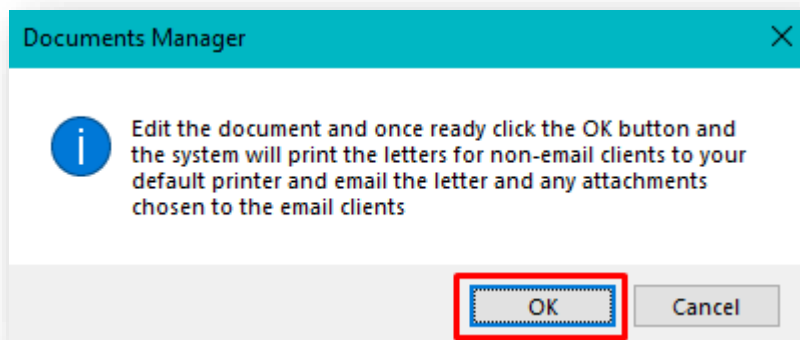 Documents Manager
Edit the document and once ready click the OK button and
the system will print the letters for non-email clients to your
default printer and email the letter and any attachments
chosen to the email clients
OK Cancel